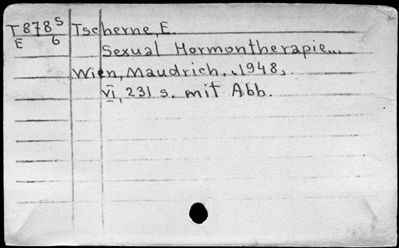 T878S Tscherne, E.
E 6 Sexual Hormontherapie...
Wien, Maudrich, 1948.
VI, 231 s. mit Abb.